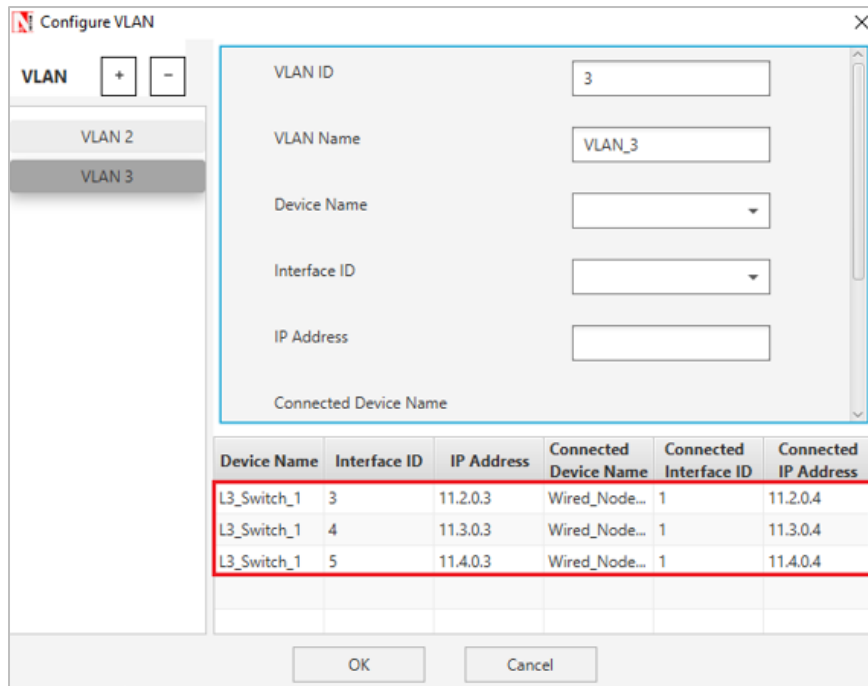 Configure VLAN
VLAN + -
VLAN 2
VLAN 3
VLAN ID 3
VLAN Name VLAN_3
Device Name
Interface ID
IP Address
Connected Device Name
Device Name Interface ID IP Address Connected Device Name Connected Interface ID Connected IP Address
L3_Switch_1 3 11.2.0.3 Wired_Node... 1 11.2.0.4
L3_Switch_1 4 11.3.0.3 Wired_Node... 1 11.3.0.4
L3_Switch_1 5 11.4.0.3 Wired_Node... 1 11.4.0.4
OK Cancel